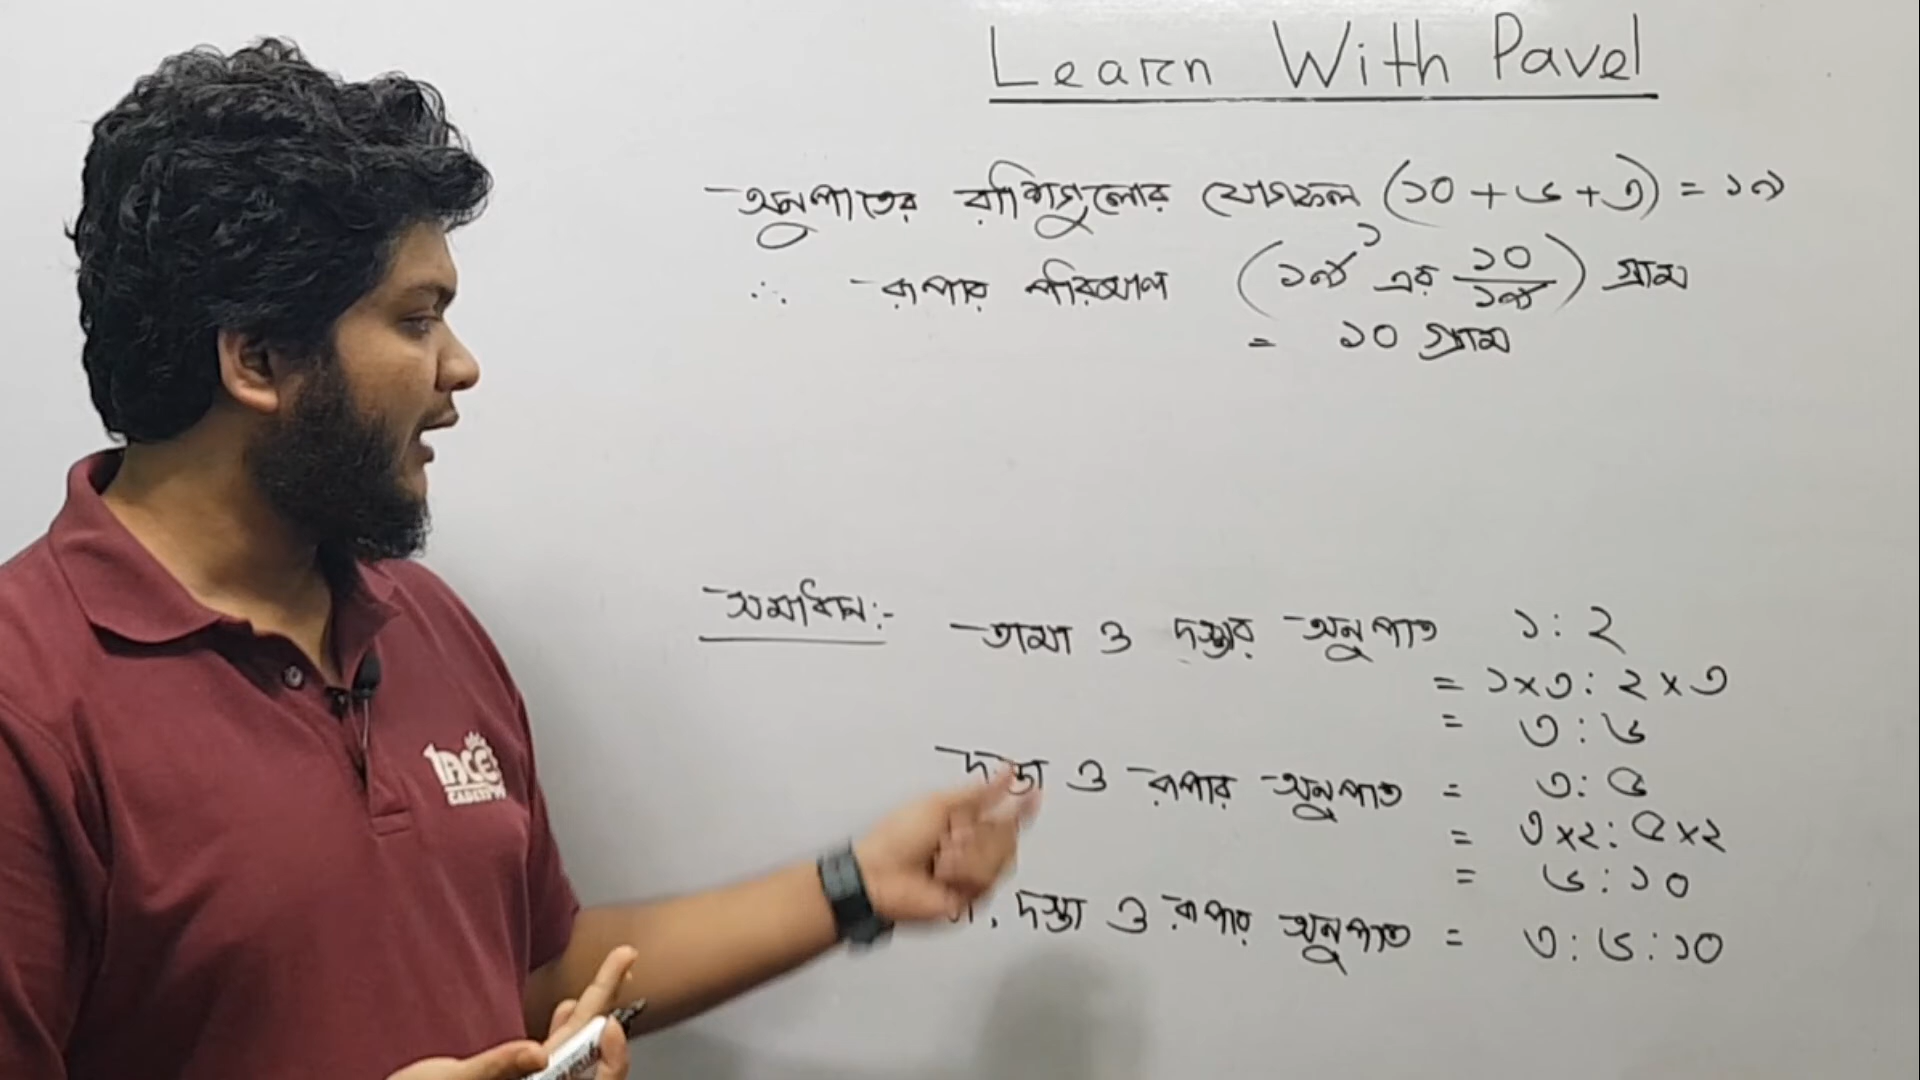 Learn With Pavel
অনুপাতের রাশিগুলোর যোগফল (১০ + ৬ + ৩) = ১৯
∴ রূপার পরিমাণ (১৯ ১ এর ১০/১৯) গ্রাম
= ১০ গ্রাম
সমাধান:- তামা ও দস্তার অনুপাত ১ : ২
= ১×৩ : ২×৩
= ৩ : ৬
দস্তা ও রূপার অনুপাত = ৩ : ৫
= ৩×২ : ৫×২
= ৬ : ১০
, দস্তা ও রূপার অনুপাত = ৩ : ৬ : ১০